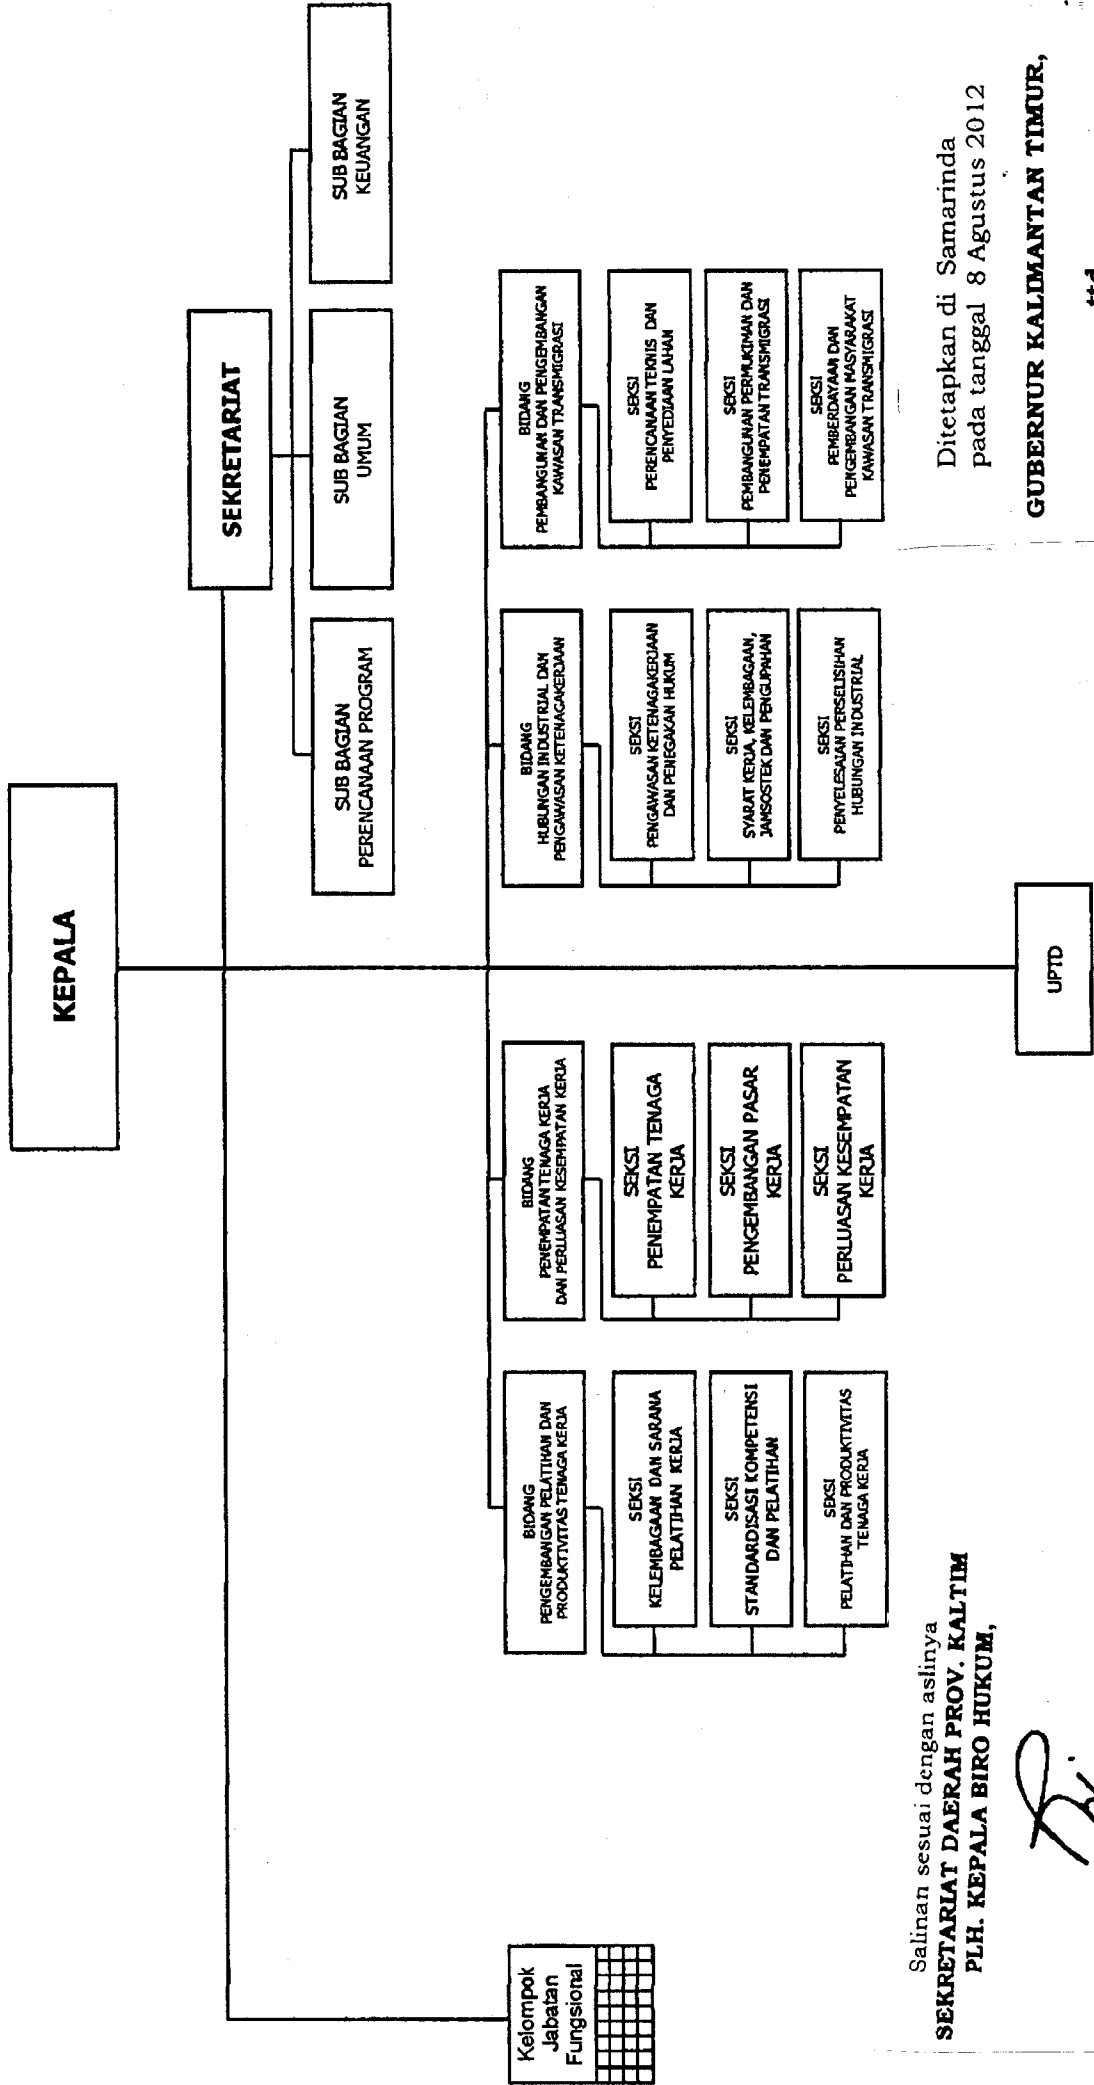 KEPALA
SEKRETARIAT
SUB BAGIAN
PERENCANAAN PROGRAM
SUB BAGIAN
UMUM
SUB BAGIAN
KEUANGAN
Kelompok
Jabatan
Fungsional
BIDANG
PENGEMBANGAN PELATIHAN DAN
PRODUKTIVITAS TENAGA KERJA
SEKSI
KELEMBAGAAN DAN SARANA
PELATIHAN KERJA
SEKSI
STANDARDISASI KOMPETENSI
DAN PELATIHAN
SEKSI
PELATIHAN DAN PRODUKTIVITAS
TENAGA KERJA
BIDANG
PENEMPATAN TENAGA KERJA
DAN PERLUASAN KESEMPATAN KERJA
SEKSI
PENEMPATAN TENAGA
KERJA
SEKSI
PENGEMBANGAN PASAR
KERJA
SEKSI
PERLUASAN KESEMPATAN
KERJA
BIDANG
HUBUNGAN INDUSTRIAL DAN
PENGAWASAN KETENAGAKERJAAN
SEKSI
PENGAWASAN KETENAGAKERJAAN
DAN PENEGAKAN HUKUM
SEKSI
SYARAT KERJA, KELEMBAGAAN,
JAMSOSTEK DAN PENGUPAHAN
SEKSI
PENYELESAIAN PERSELISIHAN
HUBUNGAN INDUSTRIAL
BIDANG
PEMBANGUNAN DAN PENGEMBANGAN
KAWASAN TRANSMIGRASI
SEKSI
PERENCANAAN TEKNIS DAN
PENYEDIAAN LAHAN
SEKSI
PEMBANGUNAN PERMUKIMAN DAN
PENEMPATAN TRANSMIGRASI
SEKSI
PEMBERDAYAAN DAN
PENGEMBANGAN MASYARAKAT
KAWASAN TRANSMIGRASI
UPTD
Salinan sesuai dengan aslinya
SEKRETARIAT DAERAH PROV. KALTIM
PLH. KEPALA BIRO HUKUM,
Ditetapkan di Samarinda
pada tanggal 8 Agustus 2012
GUBERNUR KALIMANTAN TIMUR,
ttd